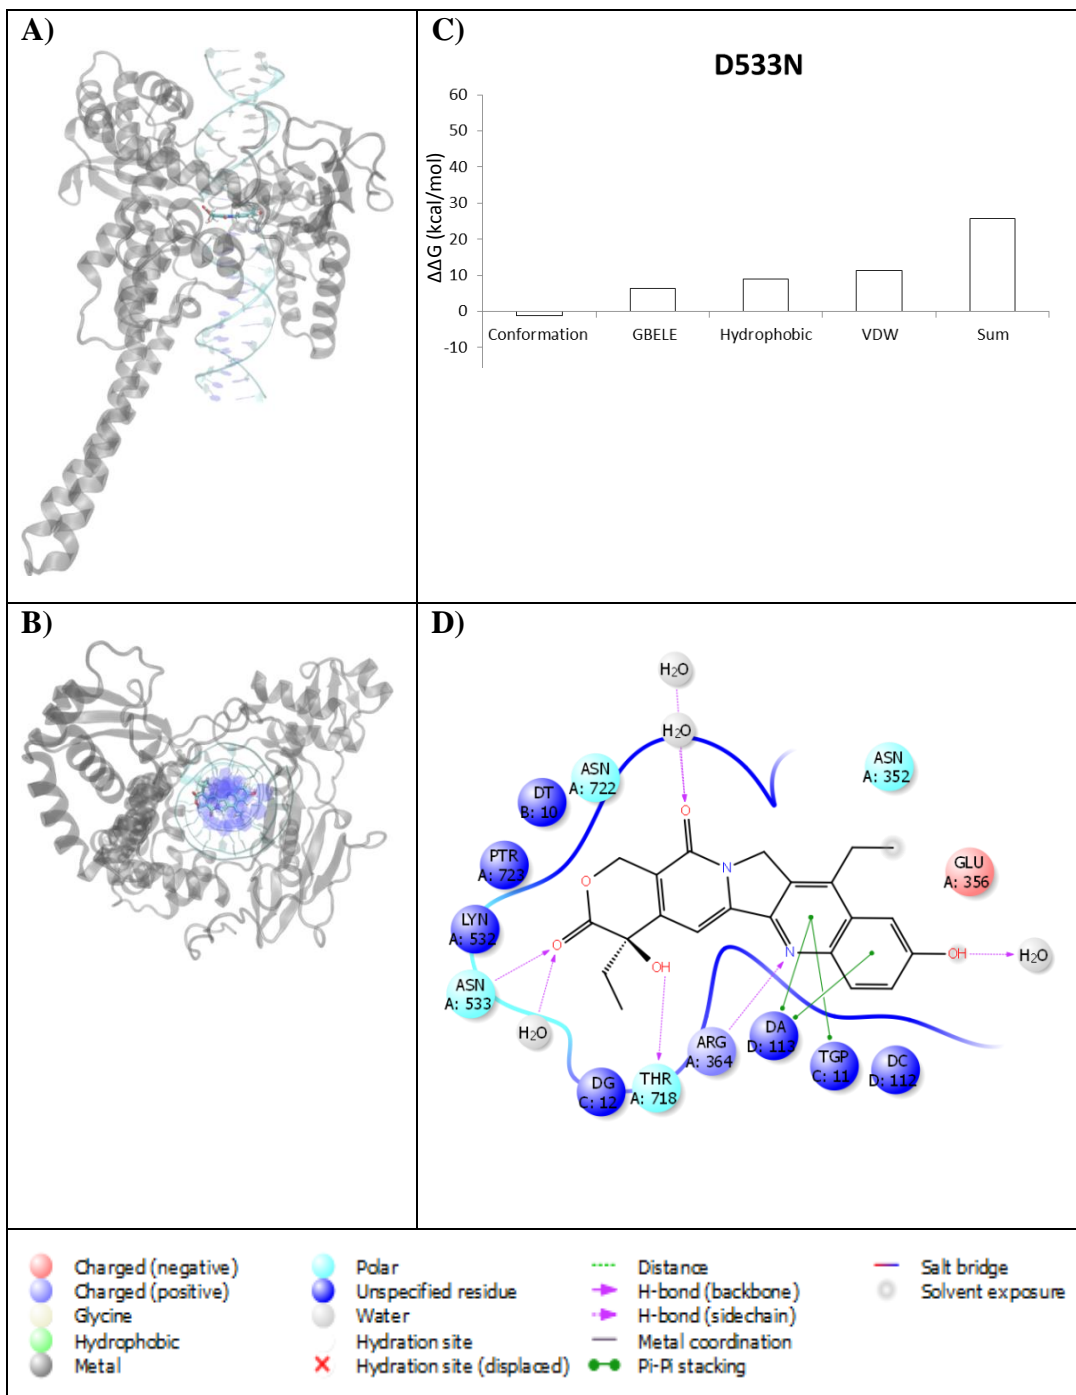 A)
C)
D533N
ΔΔG (kcal/mol)
60
50
40
30
20
10
0
-10
Conformation GBELE Hydrophobic VDW Sum
B)
D)
H₂O
H₂O
ASN
A: 722
ASN
A: 352
DT
B: 10
O
PTR
A: 723
GLU
A: 356
O
N
LYN
A: 532
O
N
OH
H₂O
OH
ASN
A: 533
H₂O
ARG
A: 364
DA
D: 113
TGP
C: 11
DC
D: 112
DG
C: 12
THR
A: 718
Charged (negative)
Charged (positive)
Glycine
Hydrophobic
Metal
Polar
Unspecified residue
Water
Hydration site
Hydration site (displaced)
Distance
H-bond (backbone)
H-bond (sidechain)
Metal coordination
Pi-Pi stacking
Salt bridge
Solvent exposure